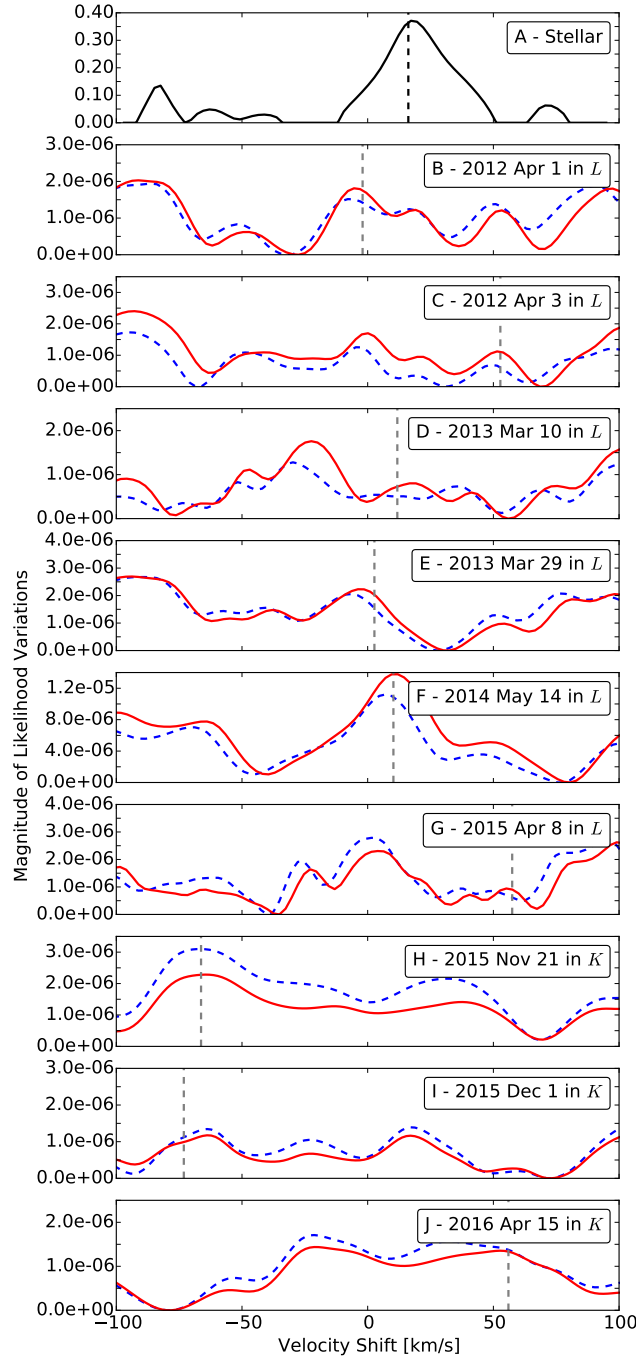 0.40
0.30
0.20
0.10
0.00
A - Stellar
3.0e-06
2.0e-06
1.0e-06
0.0e+00
B - 2012 Apr 1 in L
3.0e-06
2.0e-06
1.0e-06
0.0e+00
C - 2012 Apr 3 in L
2.0e-06
1.0e-06
0.0e+00
D - 2013 Mar 10 in L
4.0e-06
3.0e-06
2.0e-06
1.0e-06
0.0e+00
E - 2013 Mar 29 in L
Magnitude of Likelihood Variations
1.2e-05
8.0e-06
4.0e-06
0.0e+00
F - 2014 May 14 in L
4.0e-06
3.0e-06
2.0e-06
1.0e-06
0.0e+00
G - 2015 Apr 8 in L
3.0e-06
2.0e-06
1.0e-06
0.0e+00
H - 2015 Nov 21 in K
3.0e-06
2.0e-06
1.0e-06
0.0e+00
I - 2015 Dec 1 in K
2.0e-06
1.0e-06
0.0e+00
J - 2016 Apr 15 in K
−100 −50 0 50 100
Velocity Shift [km/s]